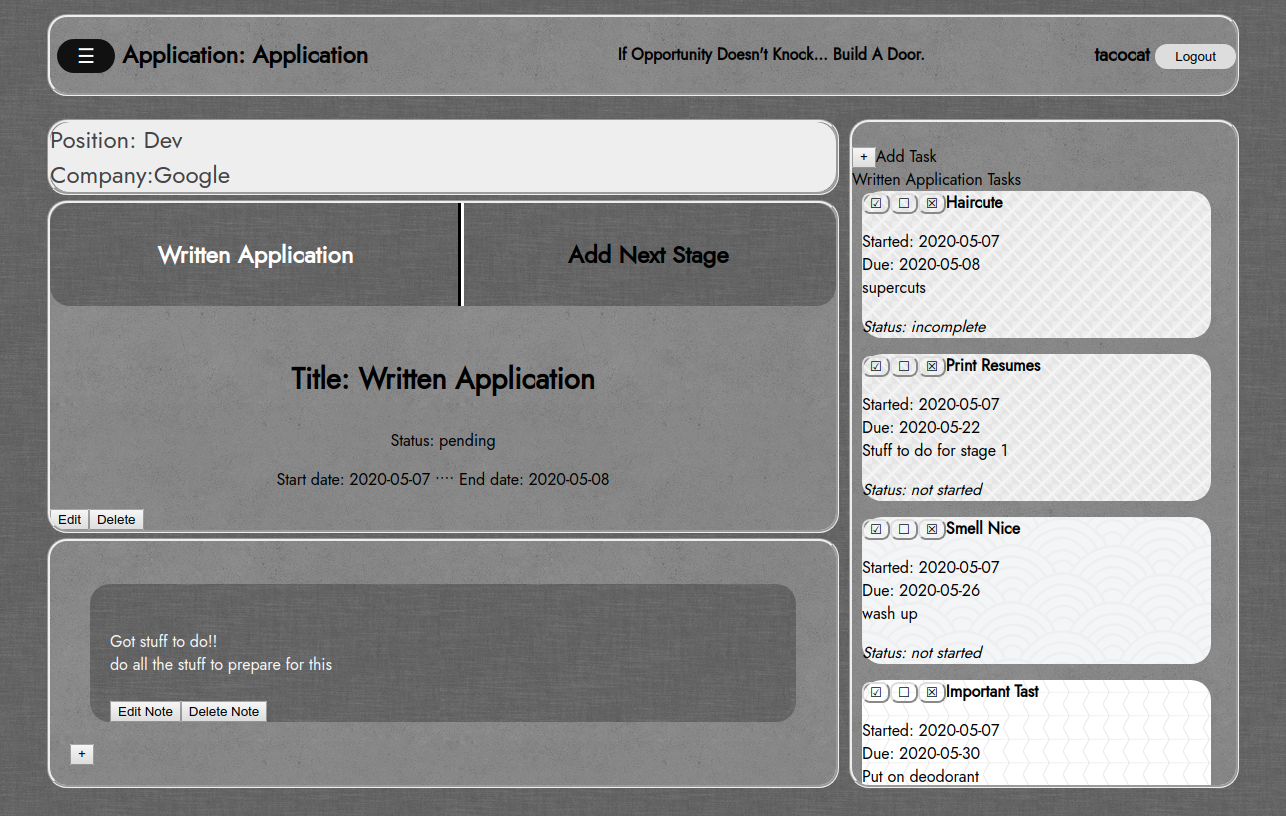 ☰ Application: Application
If Opportunity Doesn't Knock... Build A Door.
tacocat Logout
Position: Dev
Company:Google
Written Application
Add Next Stage
Title: Written Application
Status: pending
Start date: 2020-05-07 ···· End date: 2020-05-08
Edit Delete
Got stuff to do!!
do all the stuff to prepare for this
Edit Note Delete Note
+
+ Add Task
Written Application Tasks
☑ ☐ ☒ Haircute
Started: 2020-05-07
Due: 2020-05-08
supercuts
Status: incomplete
☑ ☐ ☒ Print Resumes
Started: 2020-05-07
Due: 2020-05-22
Stuff to do for stage 1
Status: not started
☑ ☐ ☒ Smell Nice
Started: 2020-05-07
Due: 2020-05-26
wash up
Status: not started
☑ ☐ ☒ Important Tast
Started: 2020-05-07
Due: 2020-05-30
Put on deodorant